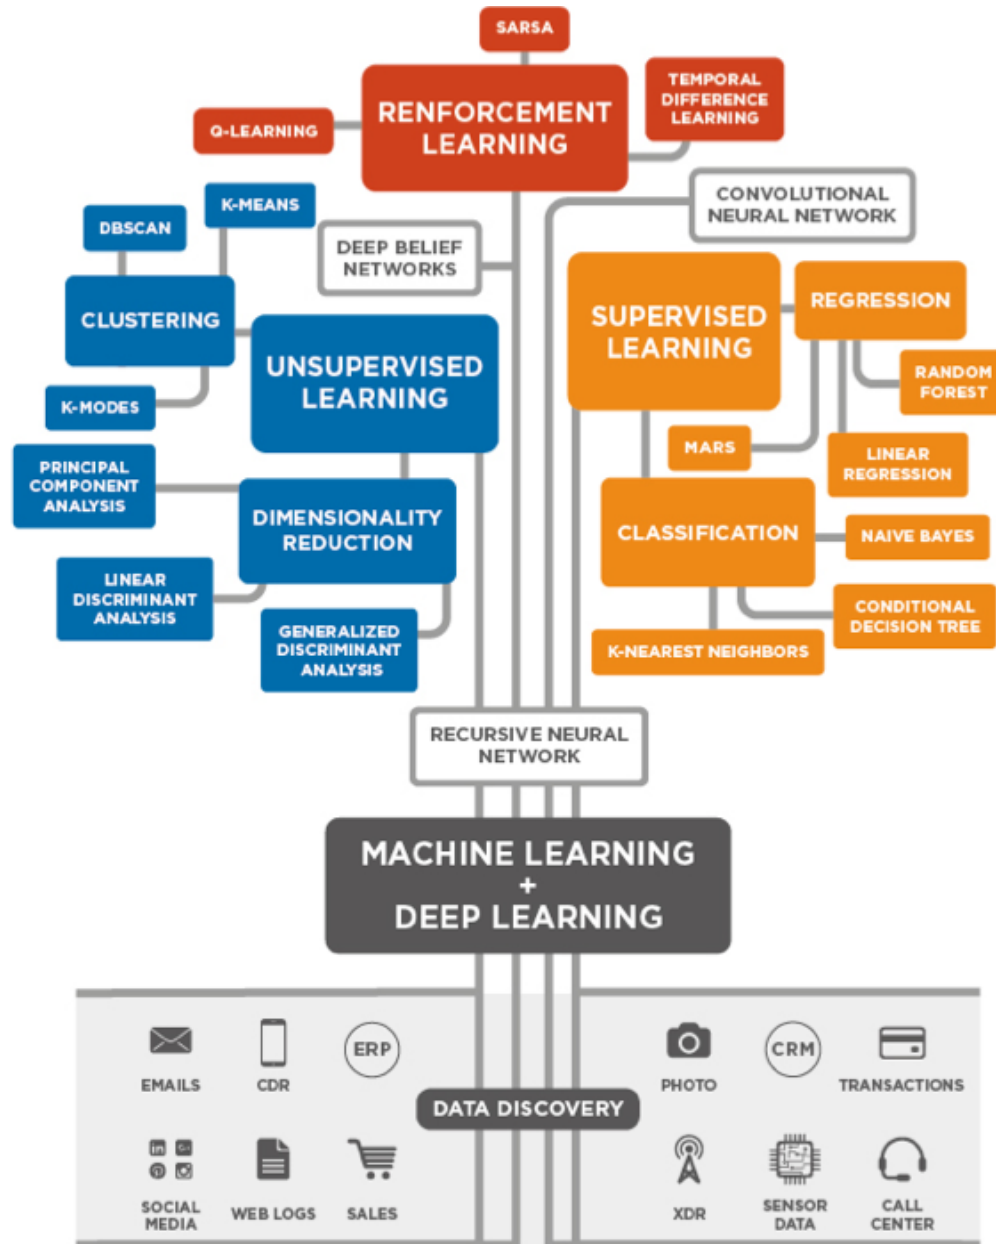 SARSA
RENFORCEMENT
LEARNING
TEMPORAL
DIFFERENCE
LEARNING
Q-LEARNING
CONVOLUTIONAL
NEURAL NETWORK
K-MEANS
DBSCAN
DEEP BELIEF
NETWORKS
CLUSTERING
UNSUPERVISED
LEARNING
K-MODES
SUPERVISED
LEARNING
REGRESSION
RANDOM
FOREST
MARS
LINEAR
REGRESSION
PRINCIPAL
COMPONENT
ANALYSIS
DIMENSIONALITY
REDUCTION
LINEAR
DISCRIMINANT
ANALYSIS
GENERALIZED
DISCRIMINANT
ANALYSIS
CLASSIFICATION
NAIVE BAYES
CONDITIONAL
DECISION TREE
K-NEAREST NEIGHBORS
RECURSIVE NEURAL
NETWORK
MACHINE LEARNING
+
DEEP LEARNING
ERP
EMAILS
CDR
CRM
PHOTO
TRANSACTIONS
DATA DISCOVERY
in
G+
SOCIAL
MEDIA
WEB LOGS
SALES
XDR
SENSOR
DATA
CALL
CENTER